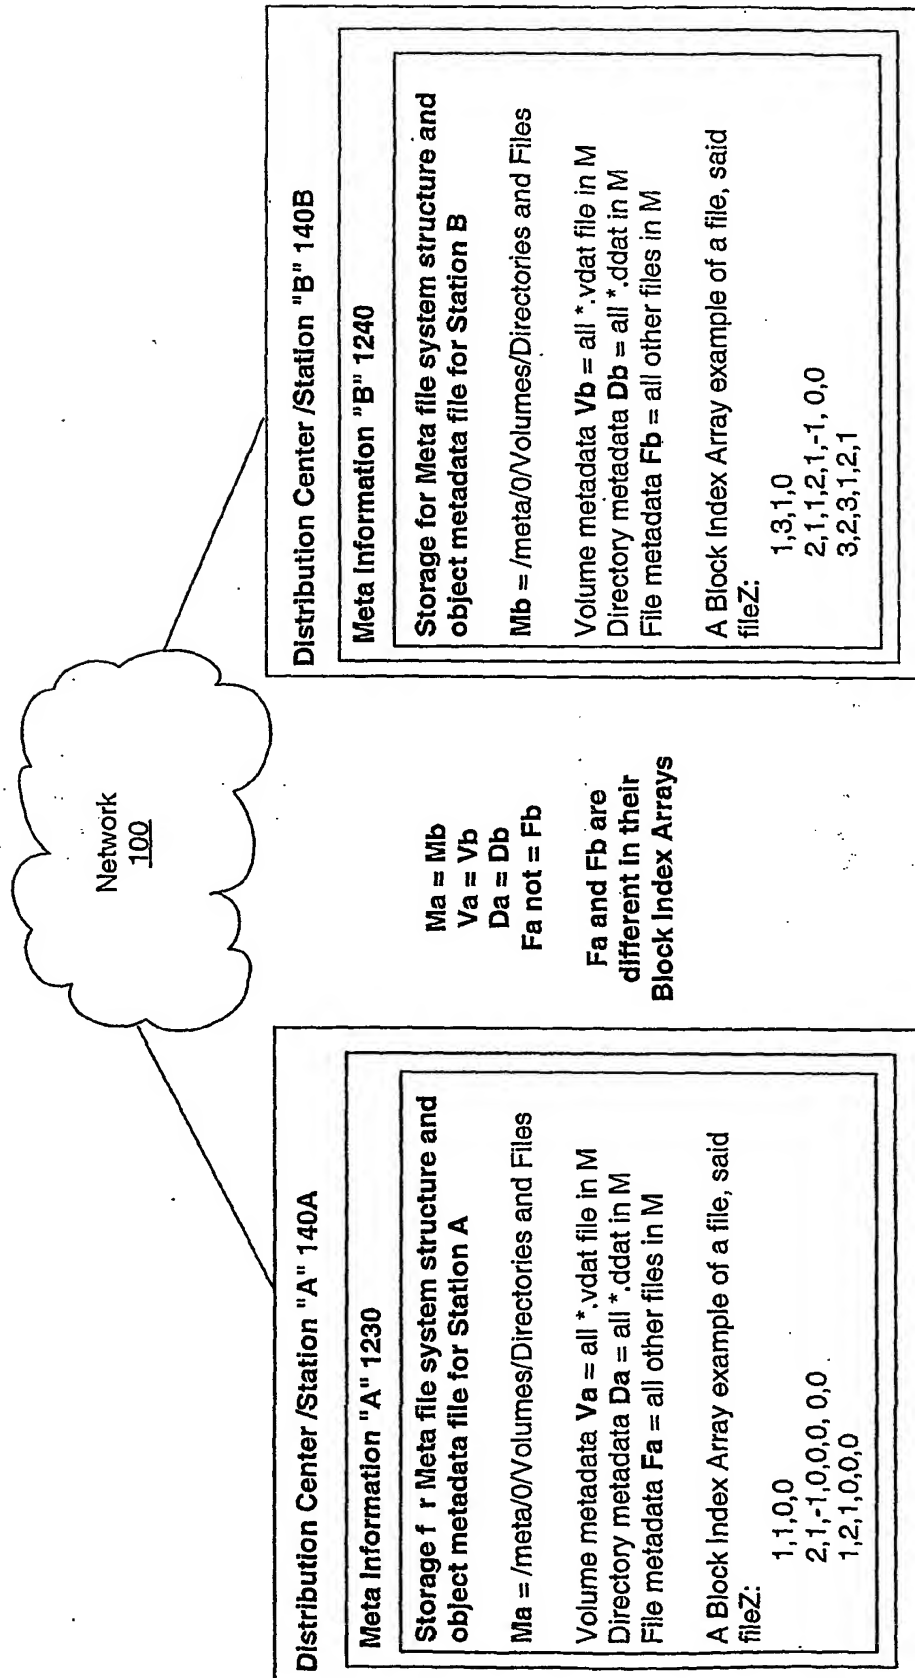 Network
100
Distribution Center /Station "A" 140A
Meta Information "A" 1230
Storage f r Meta file system structure and
object metadata file for Station A
Ma = /meta/0/Volumes/Directories and Files
Volume metadata Va = all *.vdat file in M
Directory metadata Da = all *.ddat in M
File metadata Fa = all other files in M
A Block Index Array example of a file, said
fileZ:
1,1,0,0
2,1,-1,0,0,0, 0,0
1,2,1,0,0,0
Ma = Mb
Va = Vb
Da = Db
Fa not = Fb
Fa and Fb are
different in their
Block Index Arrays
Distribution Center /Station "B" 140B
Meta Information "B" 1240
Storage for Meta file system structure and
object metadata file for Station B
Mb = /meta/0/Volumes/Directories and Files
Volume metadata Vb = all *.vdat file in M
Directory metadata Db = all *.ddat in M
File metadata Fb = all other files in M
A Block Index Array example of a file, said
fileZ:
1,3,1,0
2,1,1,2,1,-1, 0,0
3,2,3,1,2,1